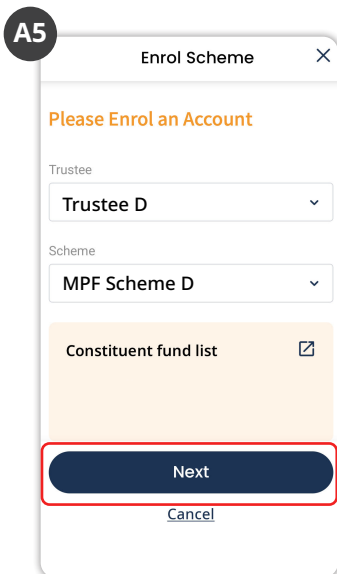 A5
Enrol Scheme
Please Enrol an Account
Trustee
Trustee D
Scheme
MPF Scheme D
Constituent fund list
Next
Cancel